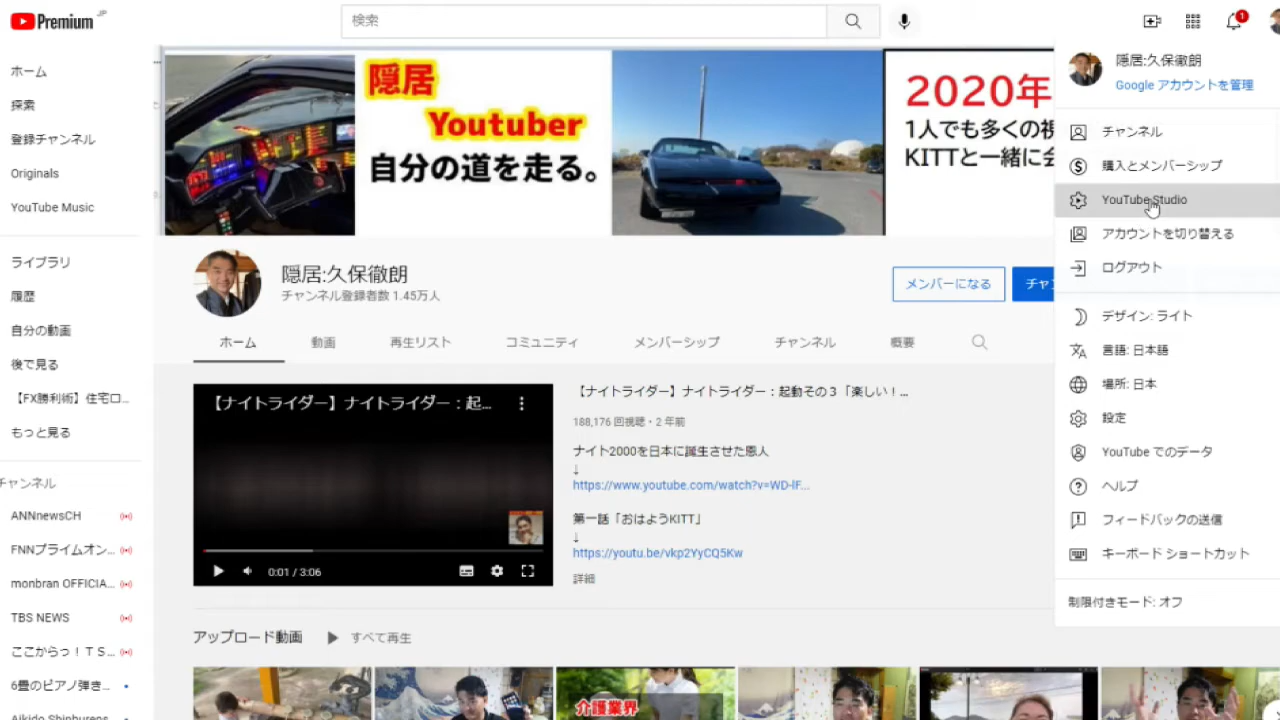 Premium JP
検索
1
ホーム
探索
登録チャンネル
Originals
YouTube Music
ライブラリ
履歴
自分の動画
後で見る
【FX勝利術】住宅ロ...
もっと見る
チャンネル
ANNnewsCH
FNNプライムオン...
monbran OFFICIA...
TBS NEWS
ここからっ！ＴＳ...
6畳のピアノ弾き...
Aikido Shinburens
隠居
Youtuber
自分の道を走る。
2020年
1人でも多くの視
KITTと一緒に会
隠居:久保徹朗
チャンネル登録者数 1.45万人
メンバーになる
チャン
ホーム
動画
再生リスト
コミュニティ
メンバーシップ
チャンネル
概要
【ナイトライダー】ナイトライダー：起...
0:01 / 3:06
【ナイトライダー】ナイトライダー：起動その３「楽しい！...
188,176 回視聴・2 年前
ナイト2000を日本に誕生させた恩人
↓
https://www.youtube.com/watch?v=WD-lF...
第一話「おはようKITT」
↓
https://youtu.be/vkp2YyCQ5Kw
詳細
アップロード動画
すべて再生
介護業界
隠居:久保徹朗
Google アカウントを管理
チャンネル
購入とメンバーシップ
YouTube Studio
アカウントを切り替える
ログアウト
デザイン: ライト
言語: 日本語
場所: 日本
設定
YouTube でのデータ
ヘルプ
フィードバックの送信
キーボード ショートカット
制限付きモード: オフ